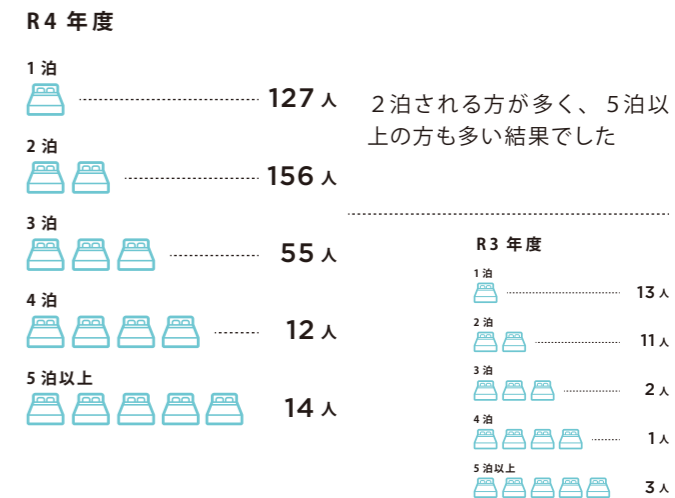 R4 年度
1 泊
127 人
2 泊
156 人
3 泊
55 人
4 泊
12 人
5 泊以上
14 人
２泊される方が多く、５泊以
上の方も多い結果でした
R3 年度
1 泊
13 人
2 泊
11 人
3 泊
2 人
4 泊
1 人
5 泊以上
3 人